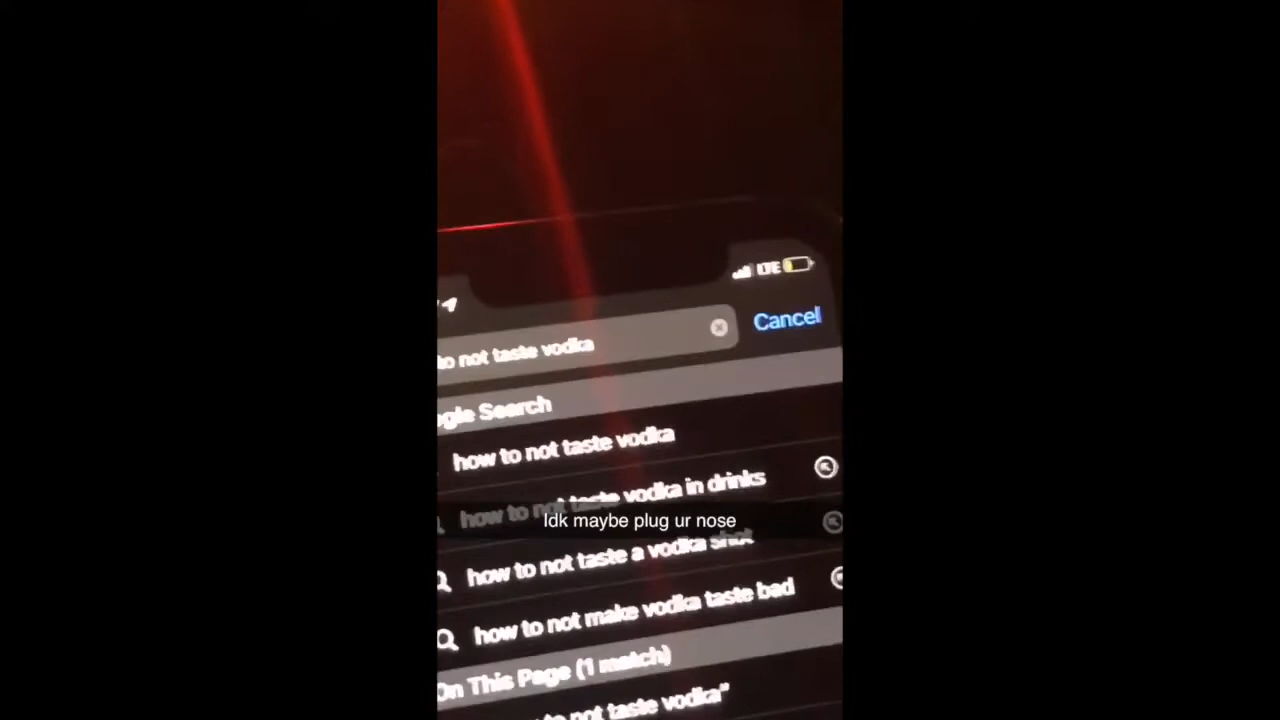 LTE
to not taste vodka
Cancel
gle Search
how to not taste vodka
how to not taste vodka in drinks
Idk maybe plug ur nose
how to not taste a vodka shot
how to not make vodka taste bad
On This Page (1 match)
to not taste vodka"